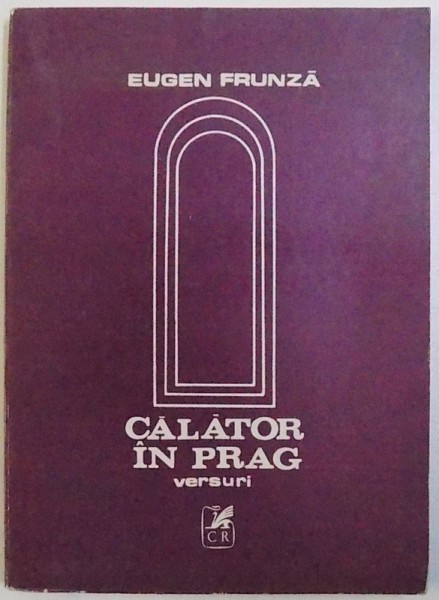 EUGEN FRUNZĂ
CĂLĂTOR
ÎN PRAG
versuri
CR